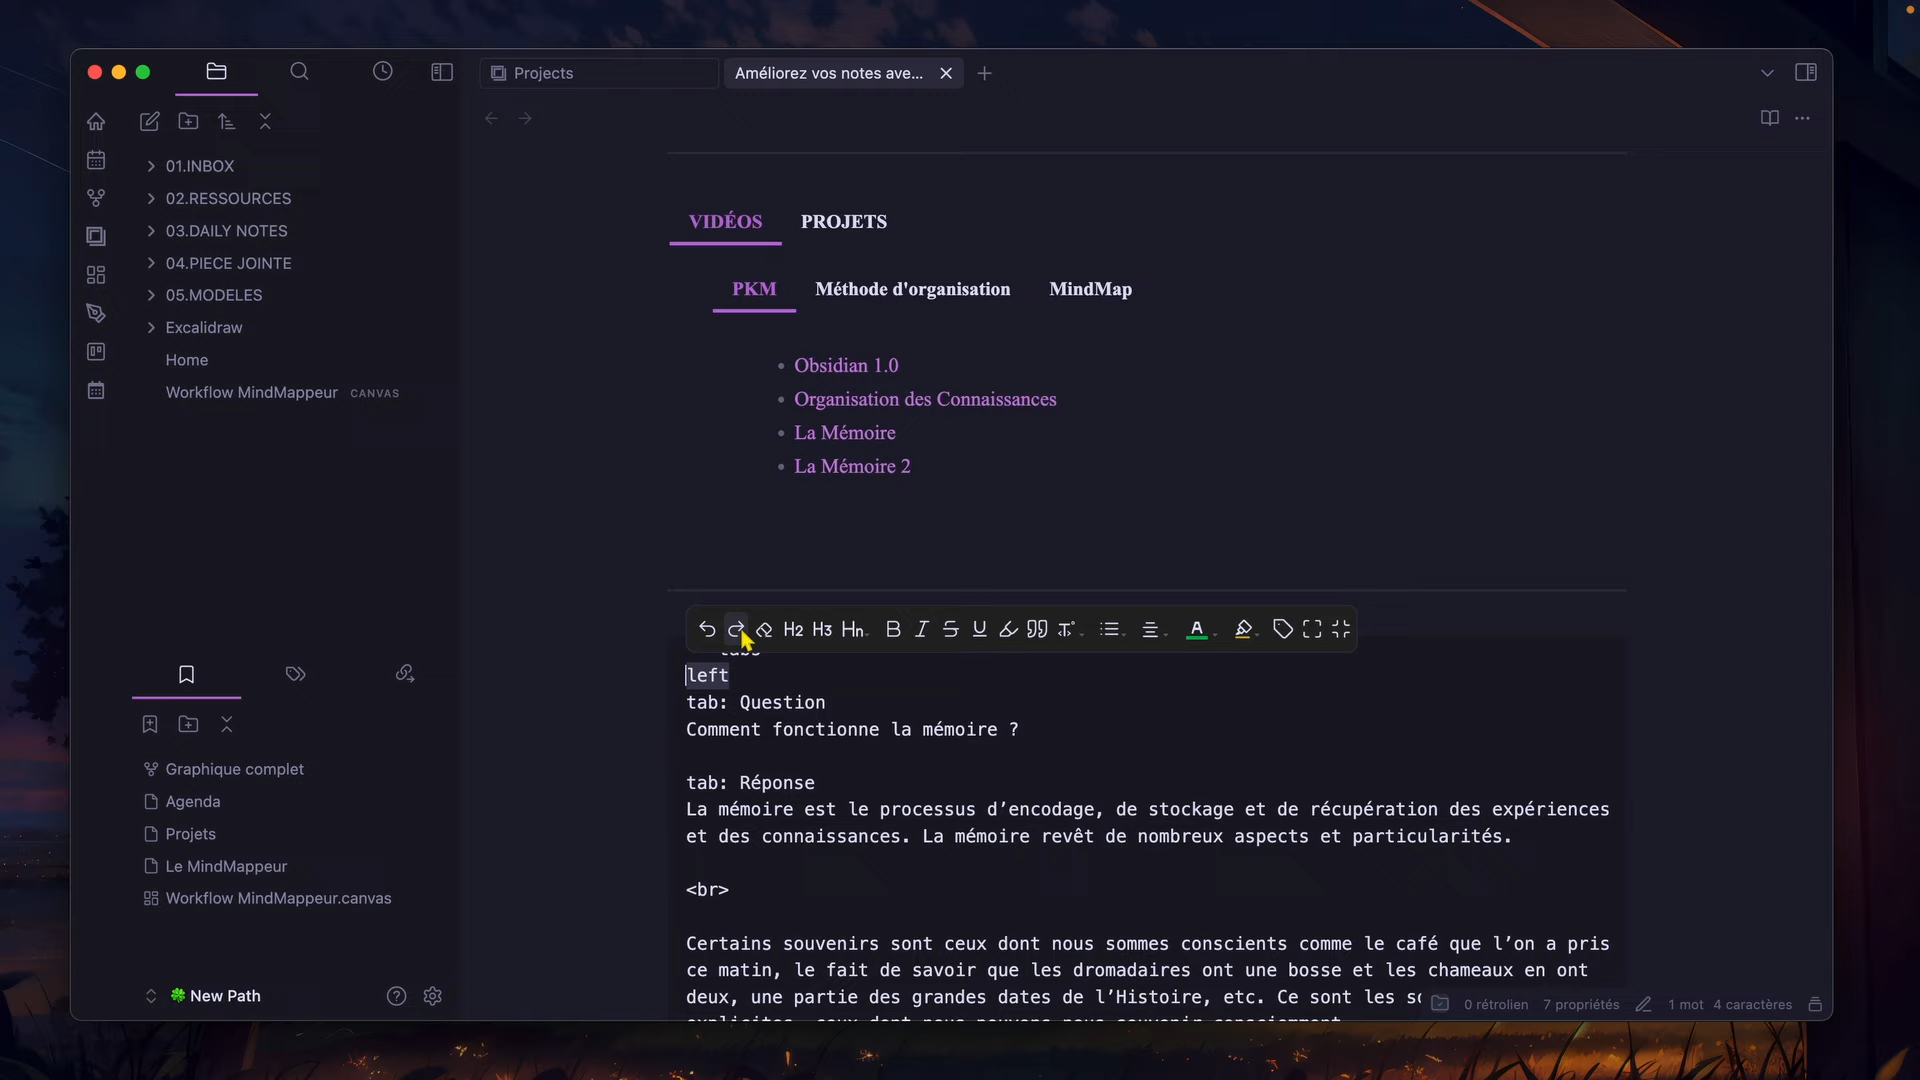 Projects
Améliorez vos notes ave...
01.INBOX
02.RESSOURCES
03.DAILY NOTES
04.PIECE JOINTE
05.MODELES
Excalidraw
Home
Workflow MindMappeur CANVAS
VIDÉOS PROJETS
PKM Méthode d'organisation MindMap
Obsidian 1.0
Organisation des Connaissances
La Mémoire
La Mémoire 2
H2 H3 Hn B I S U A
tabs
left
tab: Question
Comment fonctionne la mémoire ?
tab: Réponse
La mémoire est le processus d’encodage, de stockage et de récupération des expériences
et des connaissances. La mémoire revêt de nombreux aspects et particularités.
<br>
Certains souvenirs sont ceux dont nous sommes conscients comme le café que l’on a pris
ce matin, le fait de savoir que les dromadaires ont une bosse et les chameaux en ont
deux, une partie des grandes dates de l’Histoire, etc. Ce sont les
Graphique complet
Agenda
Projets
Le MindMappeur
Workflow MindMappeur.canvas
New Path
0 rétrolien 7 propriétés 1 mot 4 caractères